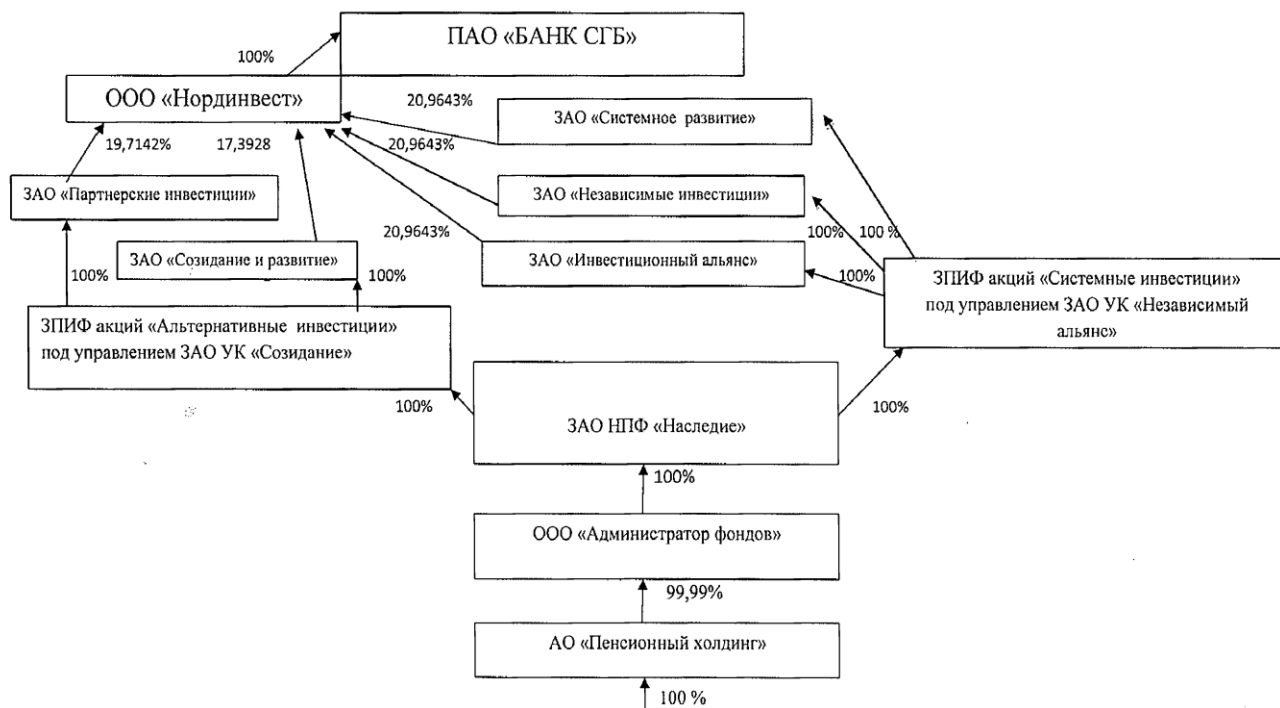 ПАО «БАНК СГБ»
100%
ООО «Нординвест»
20,9643%
ЗАО «Системное развитие»
19,7142%
17,3928
20,9643%
ЗАО «Партнерские инвестиции»
ЗАО «Независимые инвестиции»
20,9643%
100%
100 %
ЗАО «Созидание и развитие»
ЗАО «Инвестиционный альянс»
100%
100%
100%
ЗПИФ акций «Системные инвестиции»
под управлением ЗАО УК «Независимый
альянс»
ЗПИФ акций «Альтернативные инвестиции»
под управлением ЗАО УК «Созидание»
100%
100%
ЗАО НПФ «Наследие»
100%
ООО «Администратор фондов»
99,99%
АО «Пенсионный холдинг»
100 %